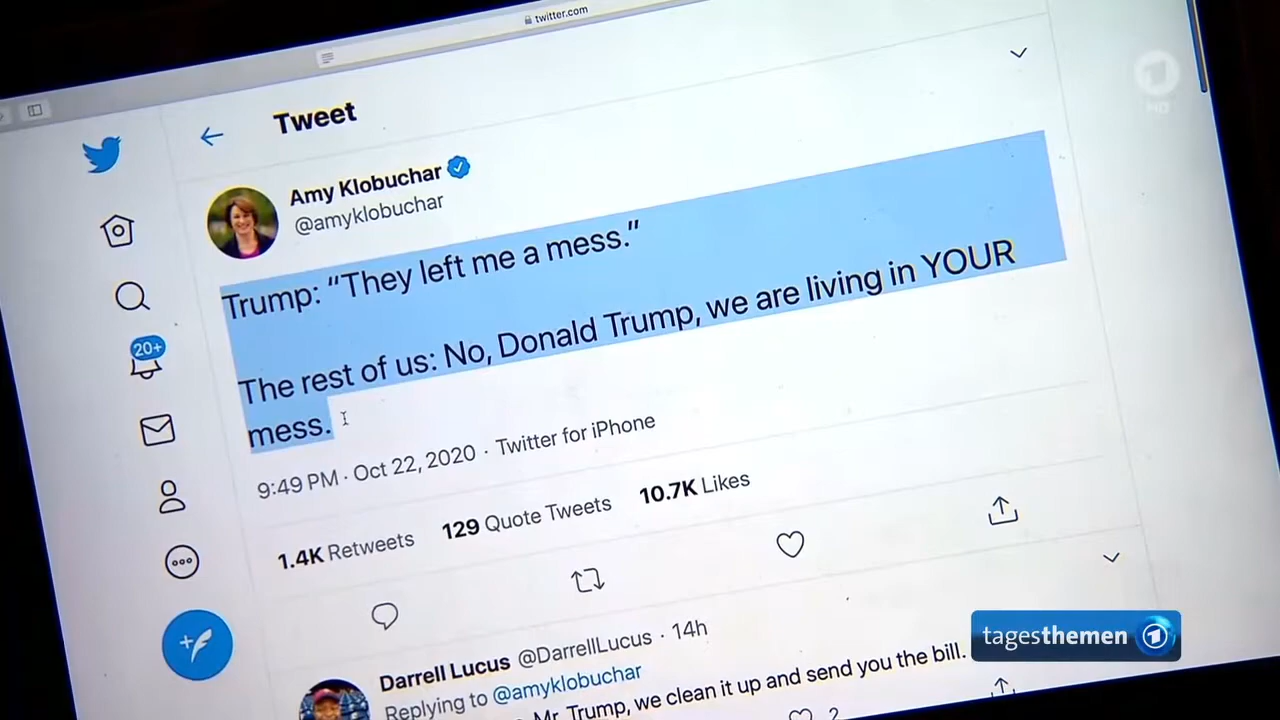 twitter.com
Tweet
Amy Klobuchar
@amyklobuchar
Trump: “They left me a mess.”
The rest of us: No, Donald Trump, we are living in YOUR
mess.
9:49 PM · Oct 22, 2020 · Twitter for iPhone
1.4K Retweets 129 Quote Tweets 10.7K Likes
20+
Darrell Lucus @DarrellLucus · 14h
Replying to @amyklobuchar
Mr. Trump, we clean it up and send you the bill.
2
HD
tagesthemen